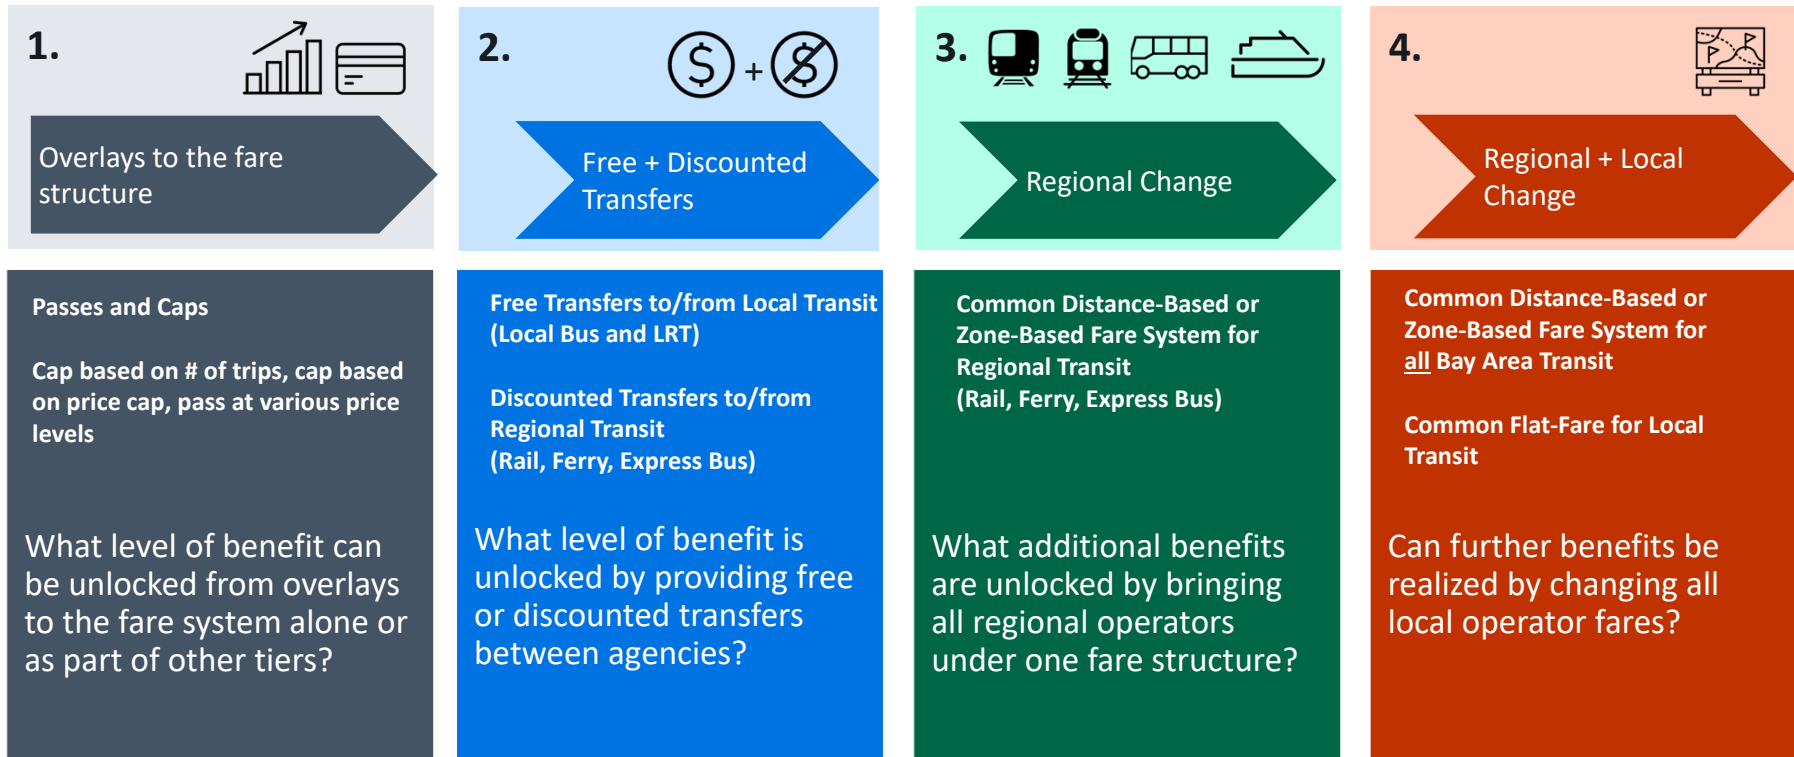 1.
Overlays to the fare
structure
Passes and Caps
Cap based on # of trips, cap based
on price cap, pass at various price
levels
What level of benefit can
be unlocked from overlays
to the fare system alone or
as part of other tiers?
2.
$ + $
Free + Discounted
Transfers
Free Transfers to/from Local Transit
(Local Bus and LRT)
Discounted Transfers to/from
Regional Transit
(Rail, Ferry, Express Bus)
What level of benefit is
unlocked by providing free
or discounted transfers
between agencies?
3.
Regional Change
Common Distance-Based or
Zone-Based Fare System for
Regional Transit
(Rail, Ferry, Express Bus)
What additional benefits
are unlocked by bringing
all regional operators
under one fare structure?
4.
Regional + Local
Change
Common Distance-Based or
Zone-Based Fare System for
all Bay Area Transit
Common Flat-Fare for Local
Transit
Can further benefits be
realized by changing all
local operator fares?